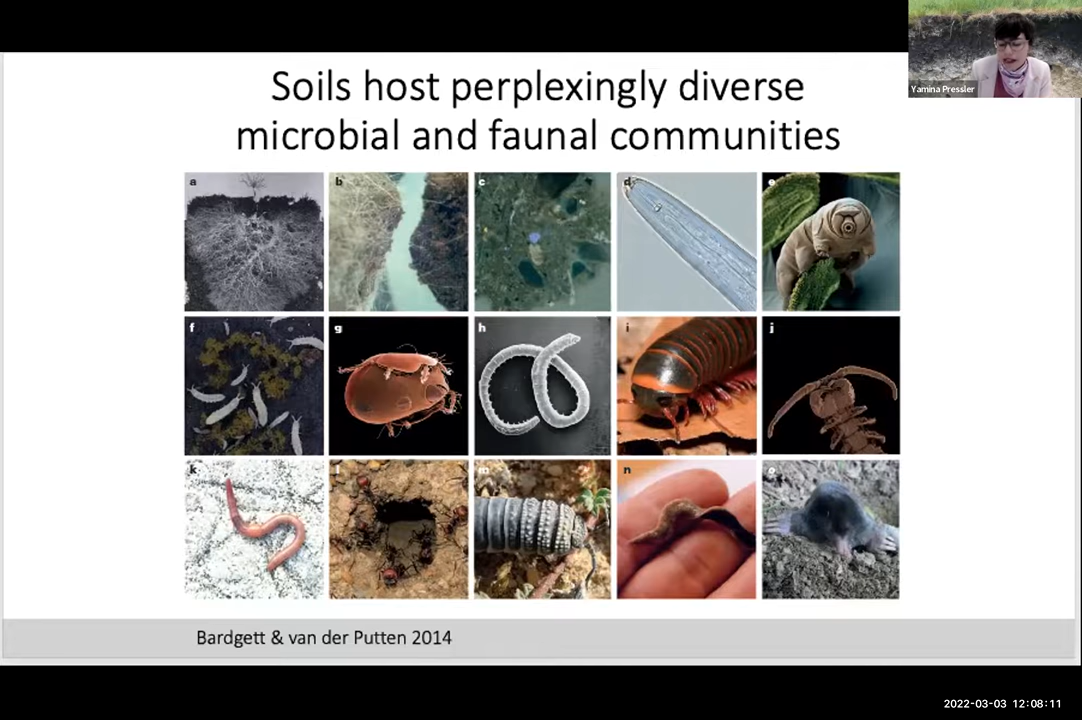 Soils host perplexingly diverse
microbial and faunal communities
Yamina Pressler
a
b
c
d
e
f
g
h
i
j
k
l
m
n
o
Bardgett & van der Putten 2014
2022-03-03 12:08:11